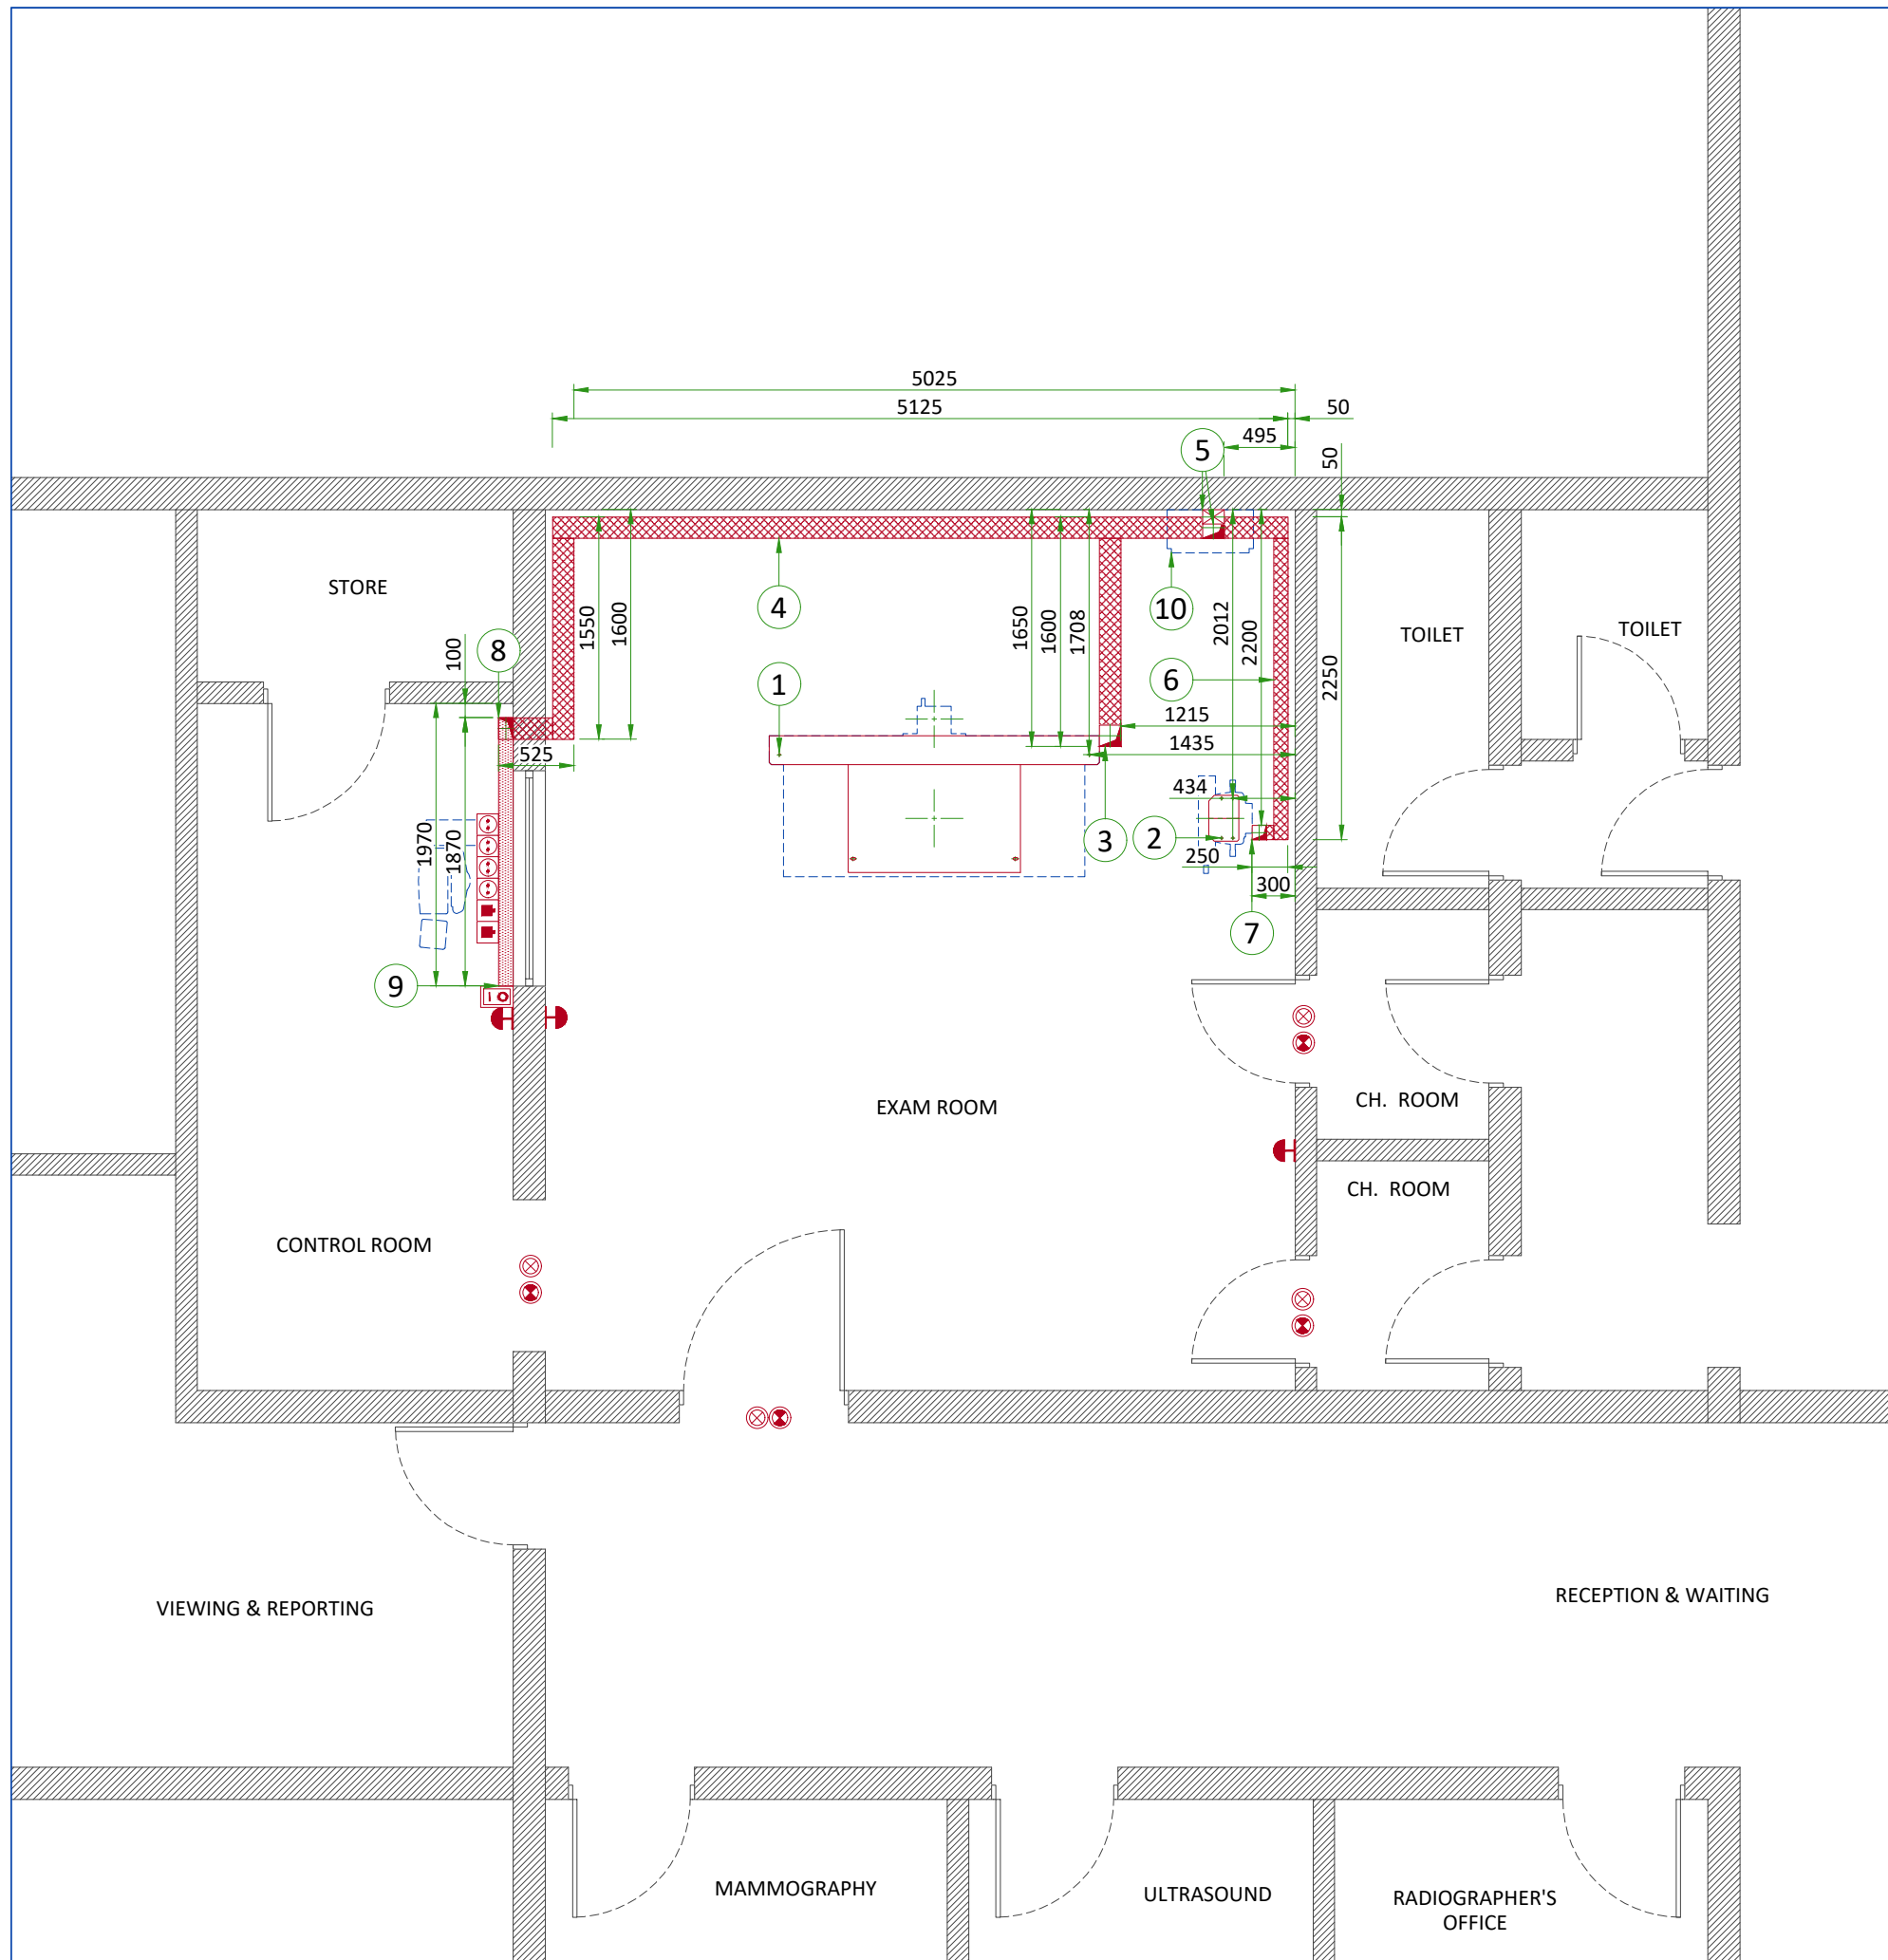 5025
5125
50
495
5
50
STORE
4
10
TOILET
TOILET
1550
1600
1650
1600
1708
2012
2200
2250
100
8
1
6
1215
1435
525
434
3
2
250
300
7
1970
1870
9
I O
EXAM ROOM
CH. ROOM
CH. ROOM
CONTROL ROOM
VIEWING & REPORTING
RECEPTION & WAITING
MAMMOGRAPHY
ULTRASOUND
RADIOGRAPHER'S
OFFICE